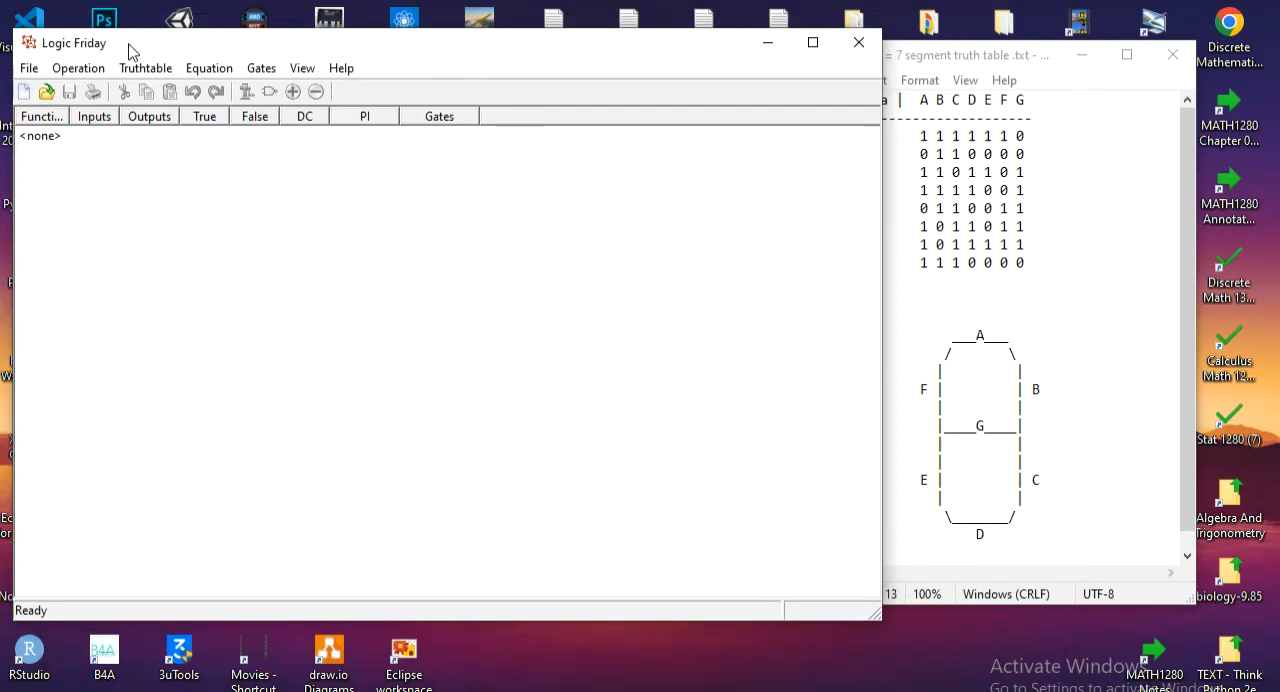 Logic Friday
File Operation Truthtable Equation Gates View Help
Functi... Inputs Outputs True False DC PI Gates
<none>
Ready
= 7 segment truth table .txt - ...
Format View Help
a | A B C D E F G
------------------
1 1 1 1 1 1 0
0 1 1 0 0 0 0
1 1 0 1 1 0 1
1 1 1 1 0 0 1
0 1 1 0 0 1 1
1 0 1 1 0 1 1
1 0 1 1 1 1 1
1 1 1 0 0 0 0
A
F B
G
E C
D
13 100% Windows (CRLF) UTF-8
Ps
AND
NOT
Discrete
Mathemati...
MATH1280
Chapter 0...
MATH1280
Annotat...
Discrete
Math 13...
Calculus
Math 12...
Stat 1280 (7)
Algebra And
Trigonometry
biology-9.85
R
RStudio
B4A
B4A
3uTools
Movies -
Shortcut
draw.io
Diagrams
Eclipse
workspace
Activate Windows
Go to Settings to activate Windows
MATH1280
Notes
TEXT - Think
Python 2e